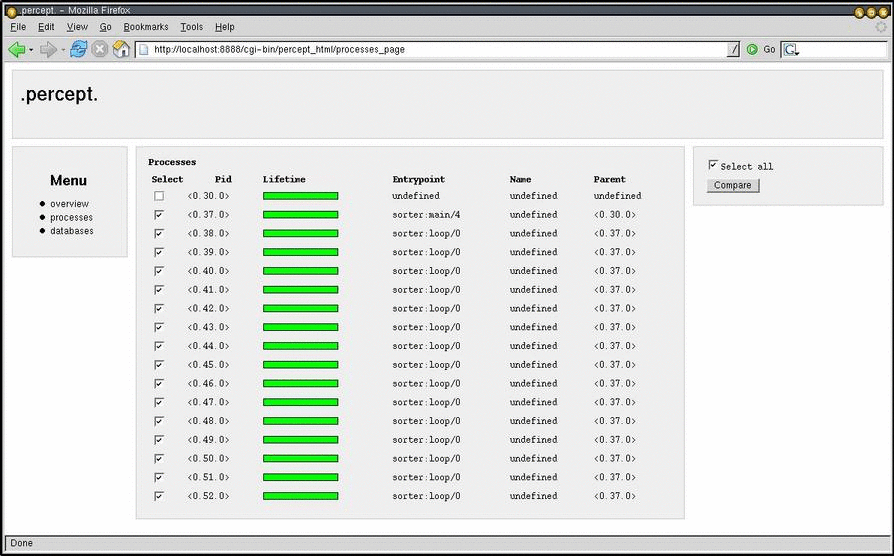 .percept. - Mozilla Firefox
File Edit View Go Bookmarks Tools Help
http://localhost:8888/cgi-bin/percept_html/processes_page Go G
.percept.
Menu
overview
processes
databases
Processes
Select Pid Lifetime Entrypoint Name Parent
<0.30.0> undefined undefined undefined
<0.37.0> sorter:main/4 undefined <0.30.0>
<0.38.0> sorter:loop/0 undefined <0.37.0>
<0.39.0> sorter:loop/0 undefined <0.37.0>
<0.40.0> sorter:loop/0 undefined <0.37.0>
<0.41.0> sorter:loop/0 undefined <0.37.0>
<0.42.0> sorter:loop/0 undefined <0.37.0>
<0.43.0> sorter:loop/0 undefined <0.37.0>
<0.44.0> sorter:loop/0 undefined <0.37.0>
<0.45.0> sorter:loop/0 undefined <0.37.0>
<0.46.0> sorter:loop/0 undefined <0.37.0>
<0.47.0> sorter:loop/0 undefined <0.37.0>
<0.48.0> sorter:loop/0 undefined <0.37.0>
<0.49.0> sorter:loop/0 undefined <0.37.0>
<0.50.0> sorter:loop/0 undefined <0.37.0>
<0.51.0> sorter:loop/0 undefined <0.37.0>
<0.52.0> sorter:loop/0 undefined <0.37.0>
Select all
Compare
Done